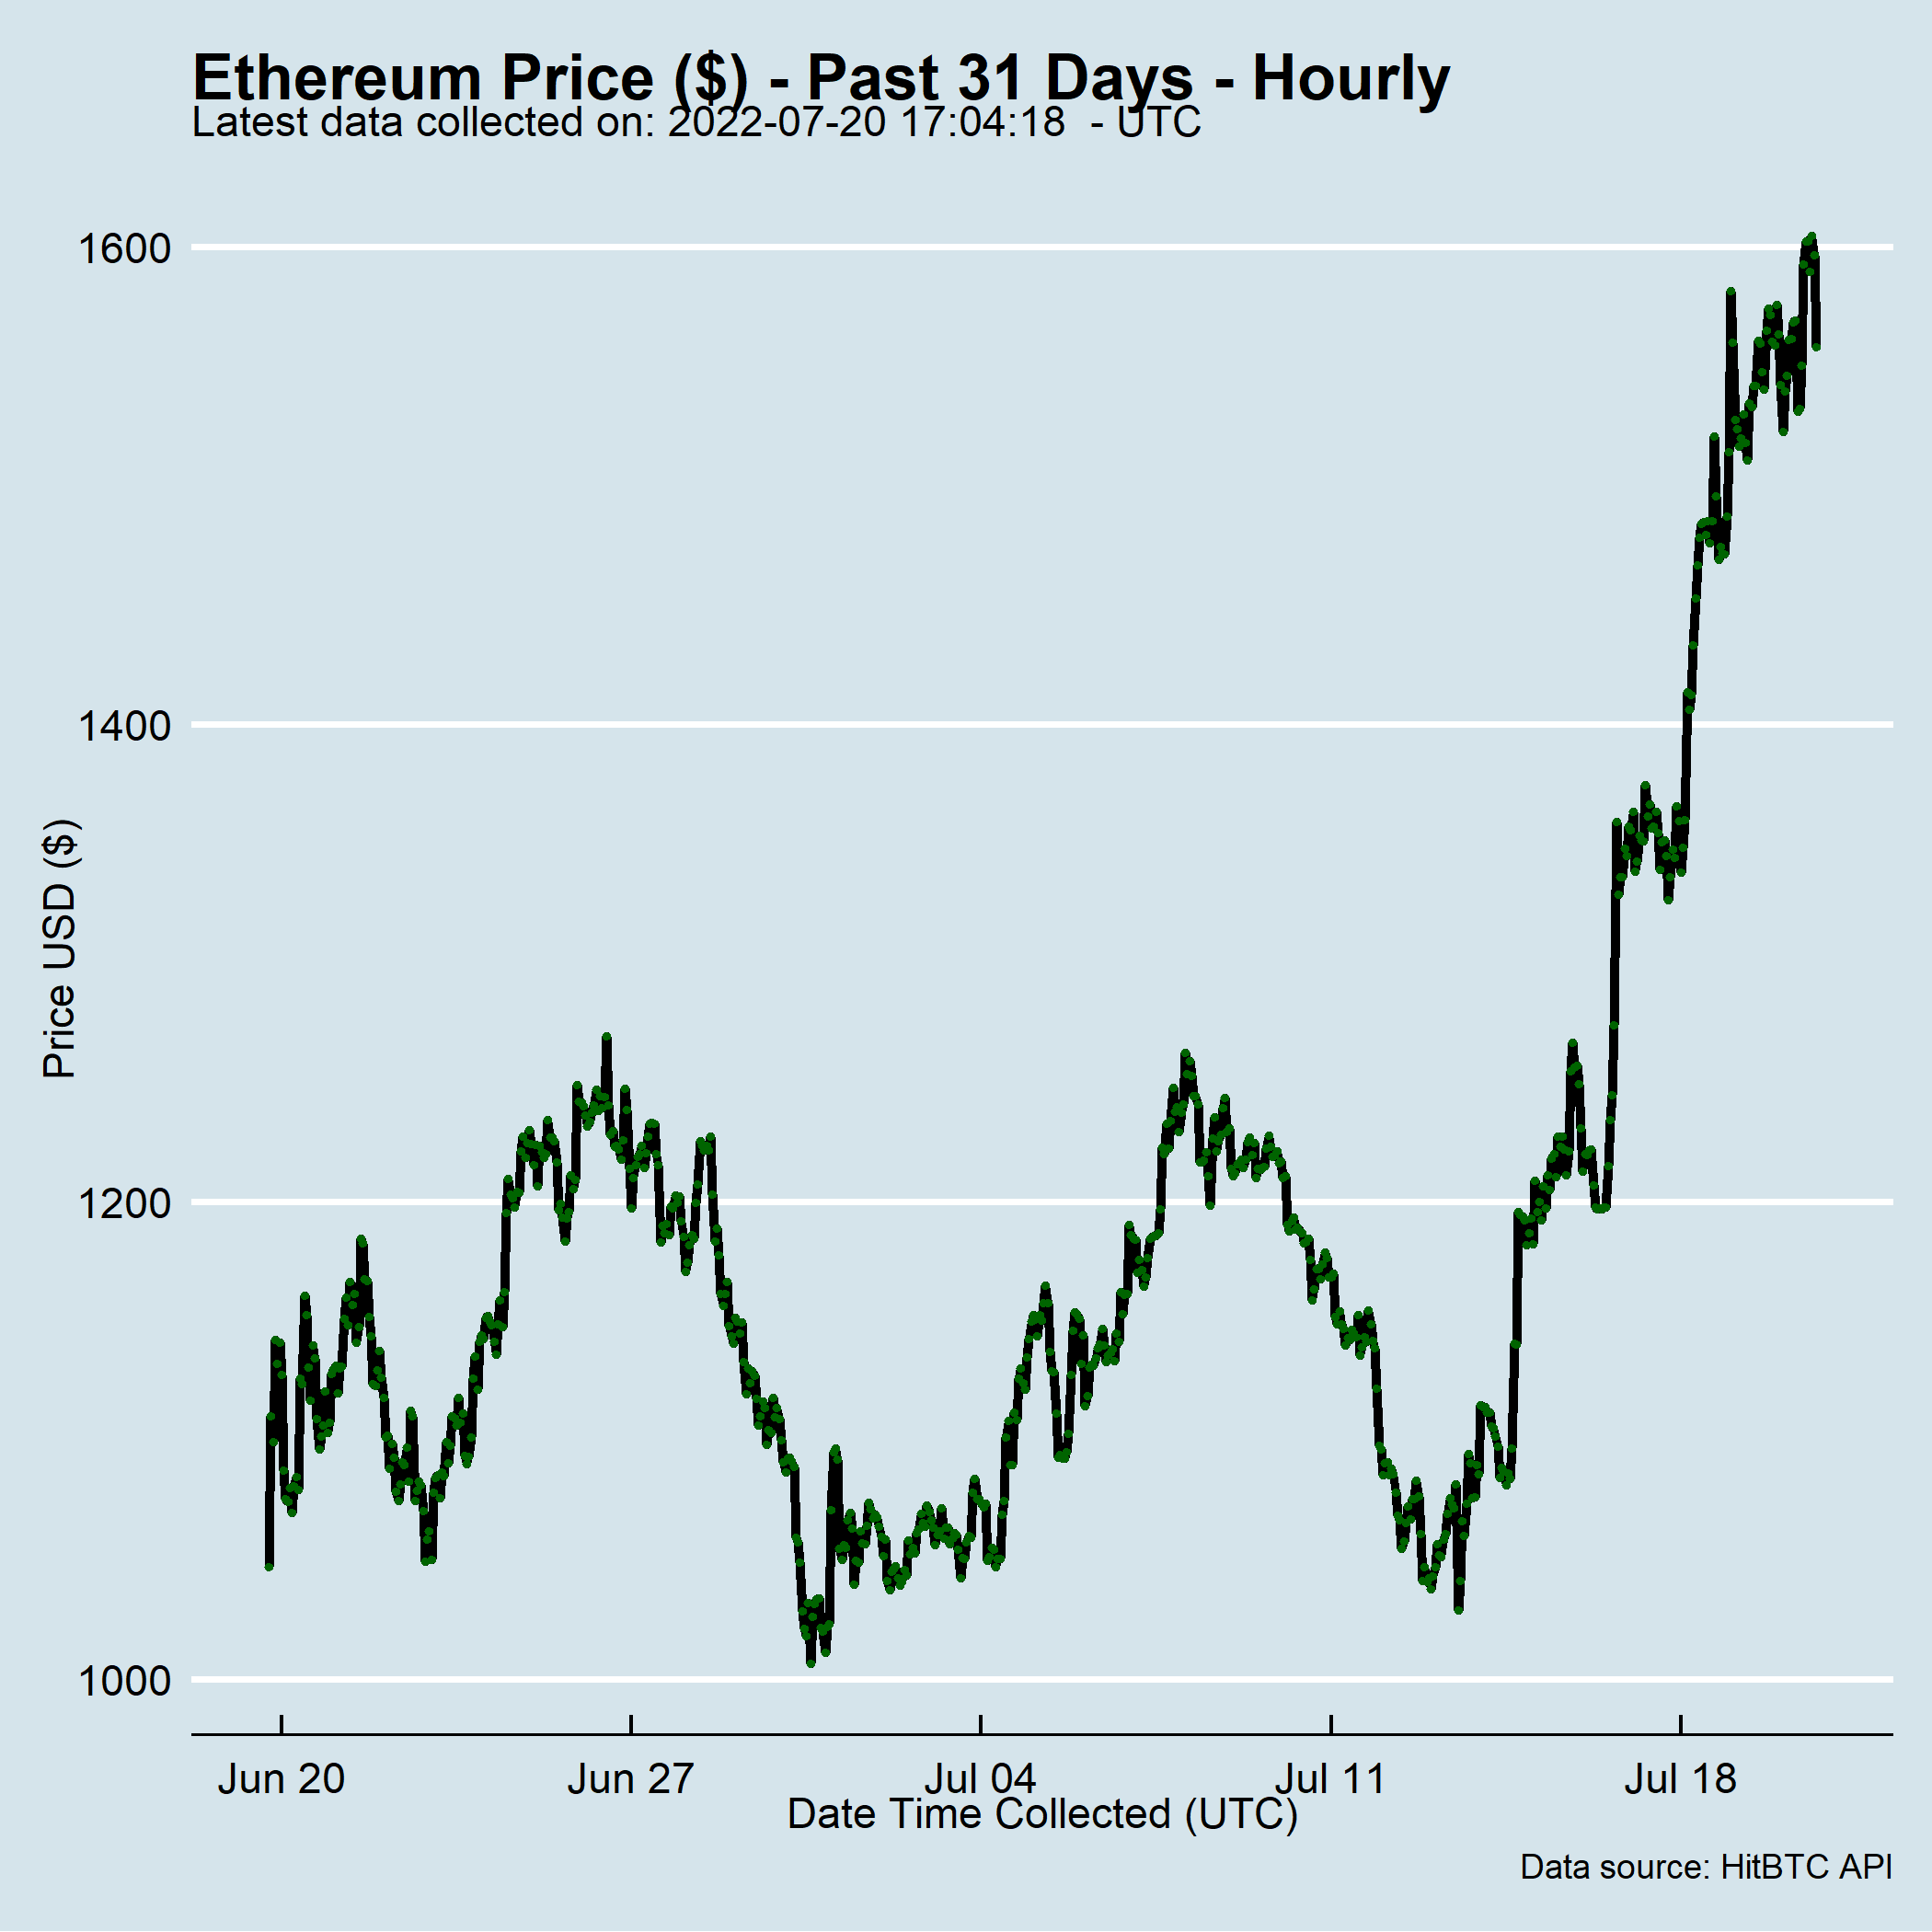 Ethereum Price ($) - Past 31 Days - Hourly
Latest data collected on: 2022-07-20 17:04:18  - UTC
1600
1400
1200
1000
Price USD ($)
Jun 20
Jun 27
Jul 04
Jul 11
Jul 18
Date Time Collected (UTC)
Data source: HitBTC API